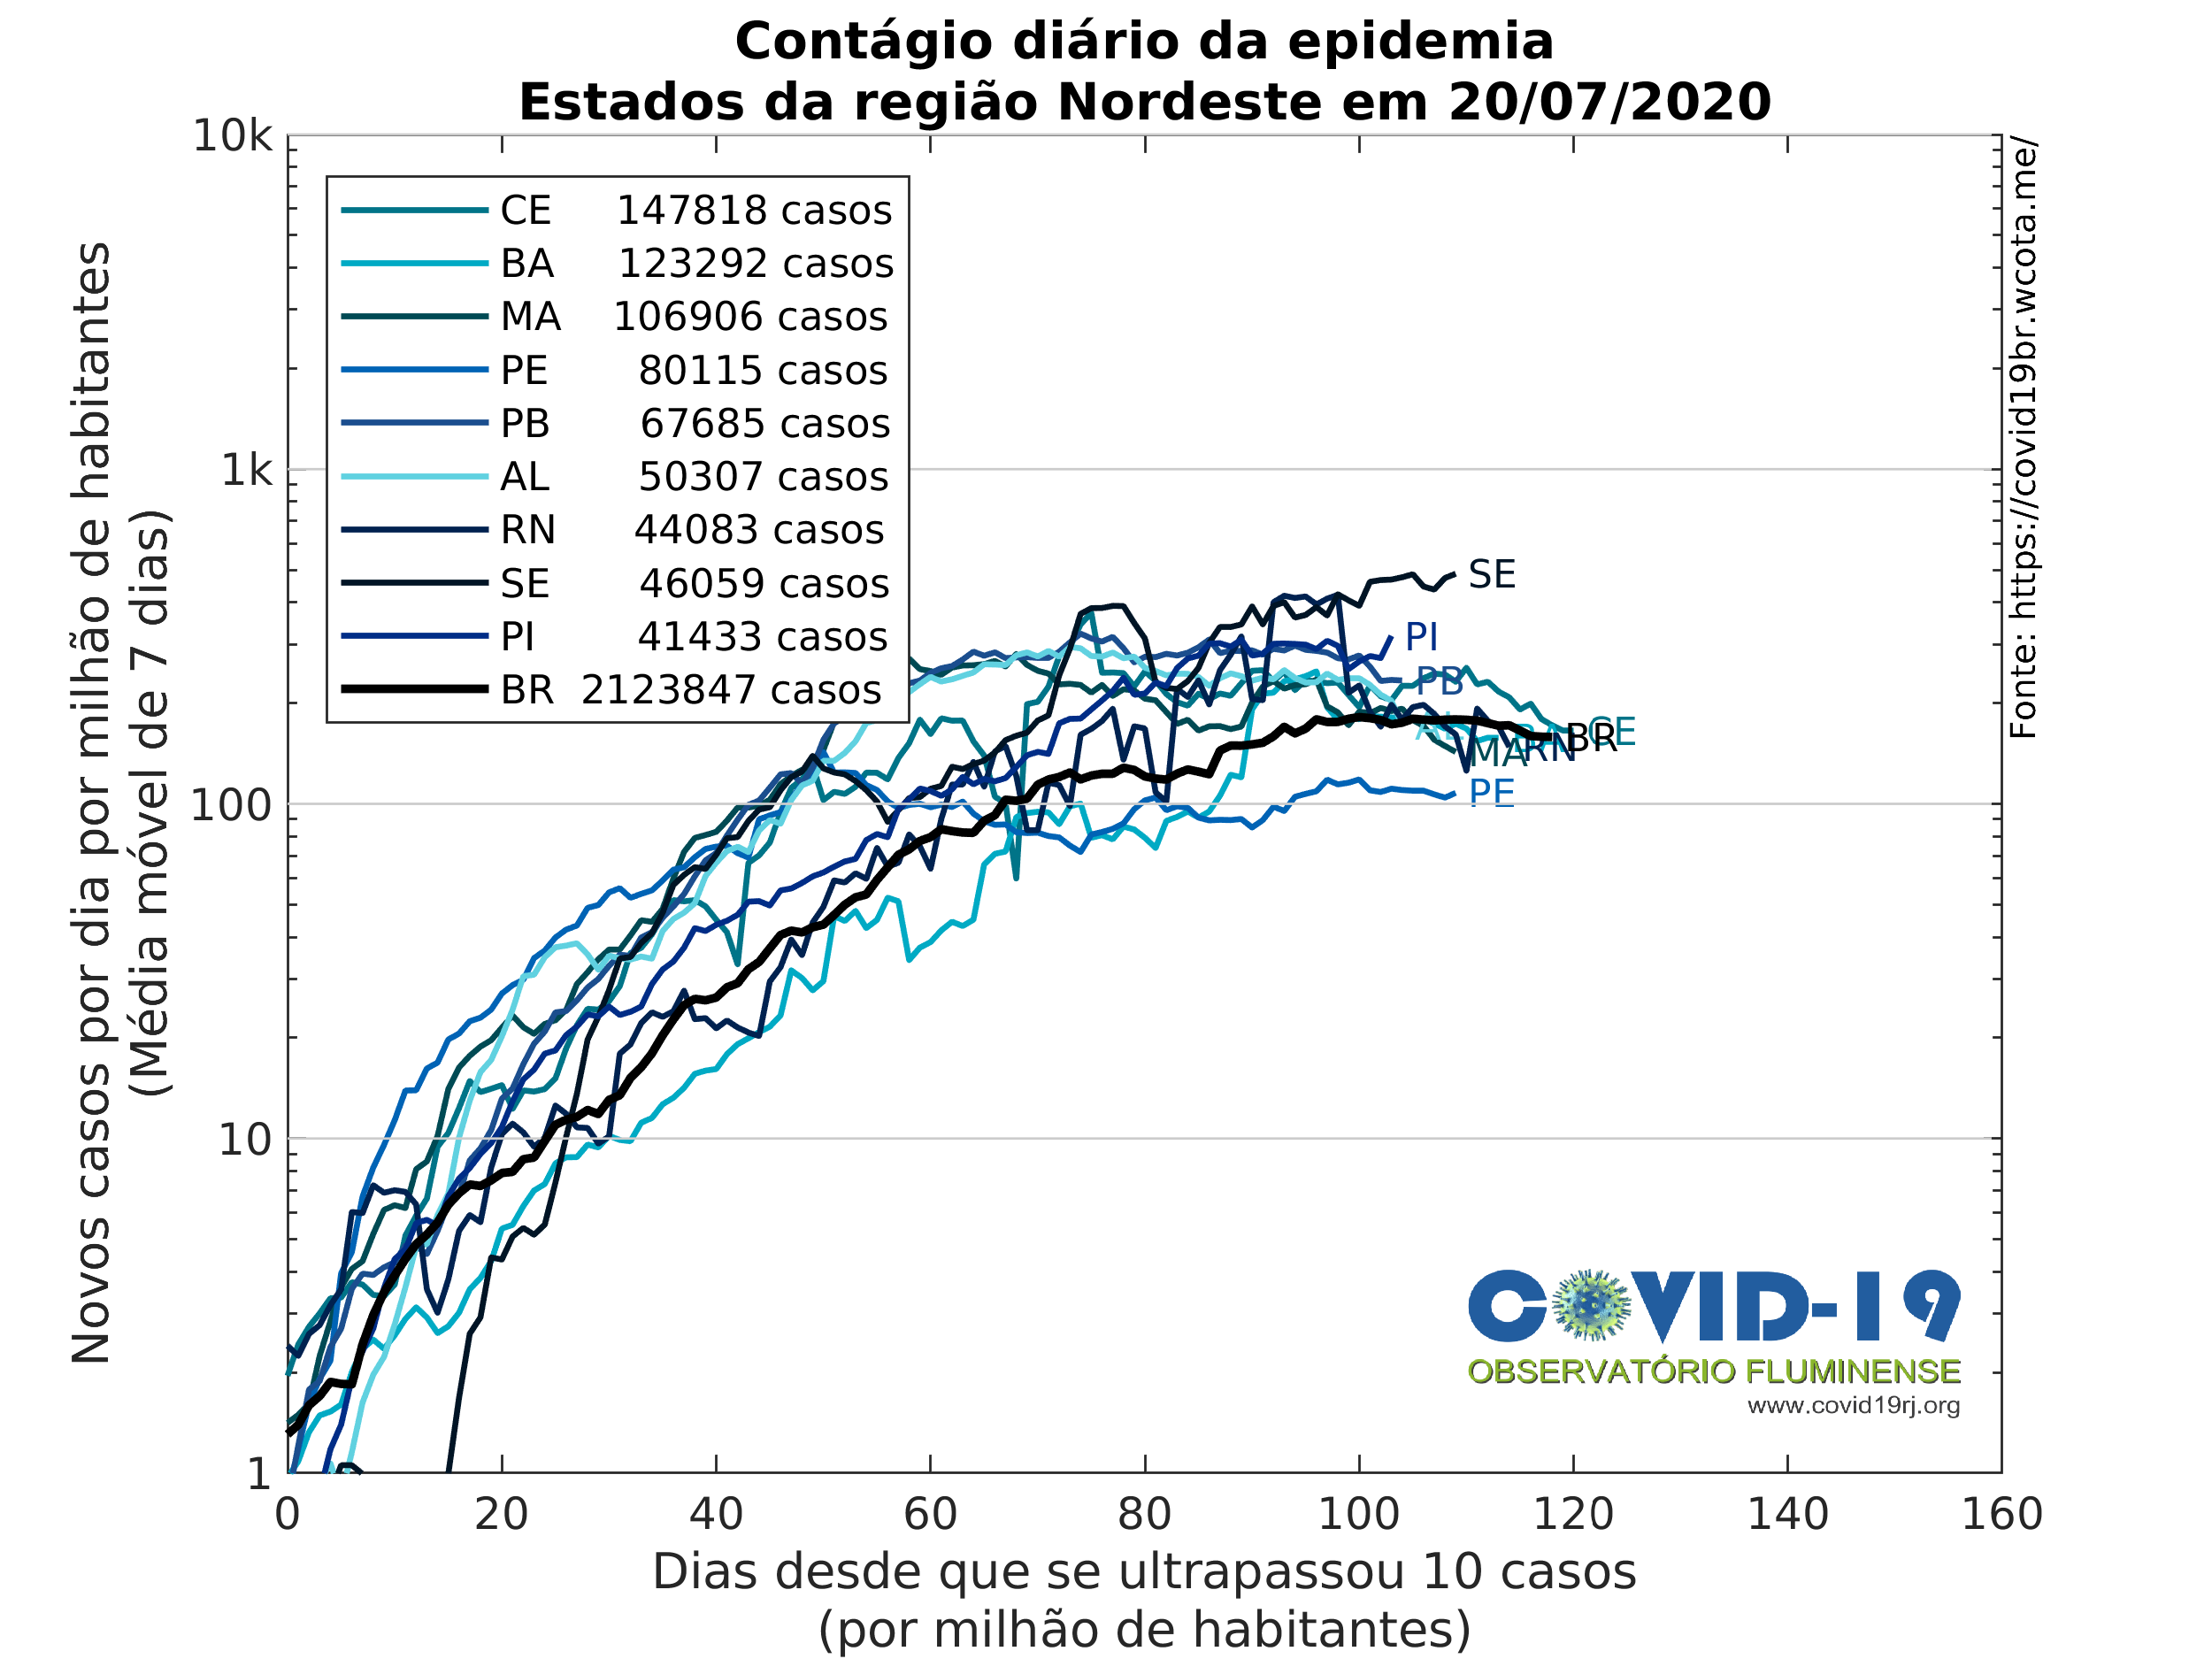 Contágio diário da epidemia
Estados da região Nordeste em 20/07/2020
Novos casos por dia por milhão de habitantes
(Média móvel de 7 dias)
10k
1k
100
10
1
CE 147818 casos
BA 123292 casos
MA 106906 casos
PE 80115 casos
PB 67685 casos
AL 50307 casos
RN 44083 casos
SE 46059 casos
PI 41433 casos
BR 2123847 casos
SE
PI
PB
CE
BR
RN
MA
PE
Fonte: https://covid19br.wcota.me/
COVID-19
OBSERVATÓRIO FLUMINENSE
www.covid19rj.org
0 20 40 60 80 100 120 140 160
Dias desde que se ultrapassou 10 casos
(por milhão de habitantes)